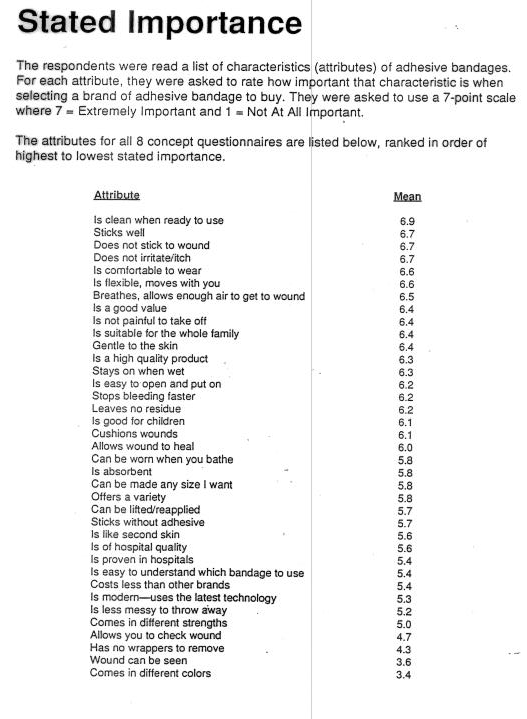 Stated Importance
The respondents were read a list of characteristics (attributes) of adhesive bandages.
For each attribute, they were asked to rate how important that characteristic is when
selecting a brand of adhesive bandage to buy. They were asked to use a 7-point scale
where 7 = Extremely Important and 1 = Not At All Important.
The attributes for all 8 concept questionnaires are listed below, ranked in order of
highest to lowest stated importance.
Attribute Mean
Is clean when ready to use 6.9
Sticks well 6.7
Does not stick to wound 6.7
Does not irritate/itch 6.7
Is comfortable to wear 6.6
Is flexible, moves with you 6.6
Breathes, allows enough air to get to wound 6.5
Is a good value 6.4
Is not painful to take off 6.4
Is suitable for the whole family 6.4
Gentle to the skin 6.4
Is a high quality product 6.3
Stays on when wet 6.3
Is easy to open and put on 6.2
Stops bleeding faster 6.2
Leaves no residue 6.2
Is good for children 6.1
Cushions wounds 6.1
Allows wound to heal 6.0
Can be worn when you bathe 5.8
Is absorbent 5.8
Can be made any size I want 5.8
Offers a variety 5.8
Can be lifted/reapplied 5.7
Sticks without adhesive 5.7
Is like second skin 5.6
Is of hospital quality 5.6
Is proven in hospitals 5.4
Is easy to understand which bandage to use 5.4
Costs less than other brands 5.4
Is modern—uses the latest technology 5.3
Is less messy to throw away 5.2
Comes in different strengths 5.0
Allows you to check wound 4.7
Has no wrappers to remove 4.3
Wound can be seen 3.6
Comes in different colors 3.4